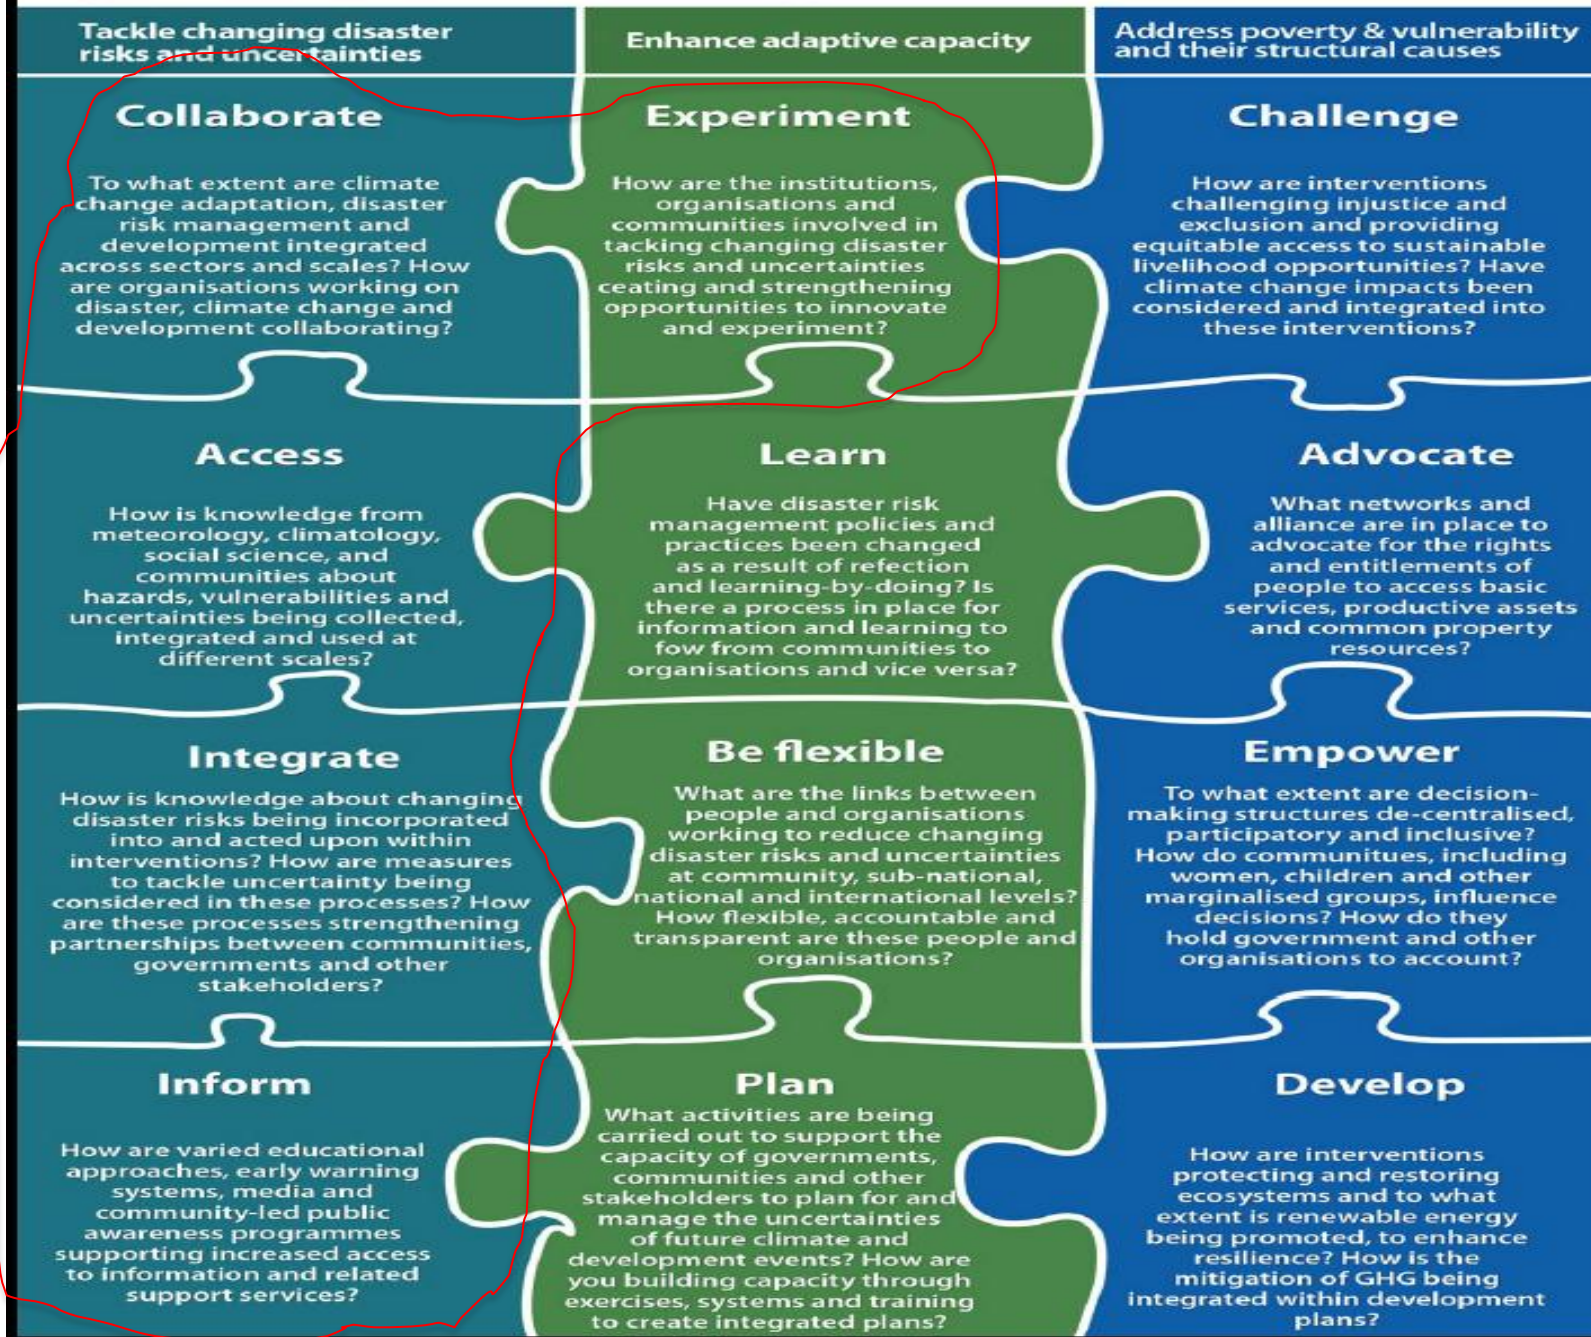 Tackle changing disaster
risks and uncertainties
Enhance adaptive capacity
Address poverty & vulnerability
and their structural causes
Collaborate
To what extent are climate
change adaptation, disaster
risk management and
development integrated
across sectors and scales? How
are organisations working on
disaster, climate change and
development collaborating?
Experiment
How are the institutions,
organisations and
communities involved in
tacking changing disaster
risks and uncertainties
ceating and strengthening
opportunities to innovate
and experiment?
Challenge
How are interventions
challenging injustice and
exclusion and providing
equitable access to sustainable
livelihood opportunities? Have
climate change impacts been
considered and integrated into
these interventions?
Access
How is knowledge from
meteorology, climatology,
social science, and
communities about
hazards, vulnerabilities and
uncertainties being collected,
integrated and used at
different scales?
Learn
Have disaster risk
management policies and
practices been changed
as a result of refection
and learning-by-doing? Is
there a process in place for
information and learning to
fow from communities to
organisations and vice versa?
Advocate
What networks and
alliance are in place to
advocate for the rights
and entitlements of
people to access basic
services, productive assets
and common property
resources?
Integrate
How is knowledge about changing
disaster risks being incorporated
into and acted upon within
interventions? How are measures
to tackle uncertainty being
considered in these processes? How
are these processes strengthening
partnerships between communities,
governments and other
stakeholders?
Be flexible
What are the links between
people and organisations
working to reduce changing
disaster risks and uncertainties
at community, sub-national,
national and international levels?
How flexible, accountable and
transparent are these people and
organisations?
Empower
To what extent are decision-
making structures de-centralised,
participatory and inclusive?
How do communitues, including
women, children and other
marginalised groups, influence
decisions? How do they
hold government and other
organisations to account?
Inform
How are varied educational
approaches, early warning
systems, media and
community-led public
awareness programmes
supporting increased access
to information and related
support services?
Plan
What activities are being
carried out to support the
capacity of governments,
communities and other
stakeholders to plan for and
manage the uncertainties
of future climate and
development events? How are
you building capacity through
exercises, systems and training
to create integrated plans?
Develop
How are interventions
protecting and restoring
ecosystems and to what
extent is renewable energy
being promoted, to enhance
resilience? How is the
mitigation of GHG being
integrated within development
plans?